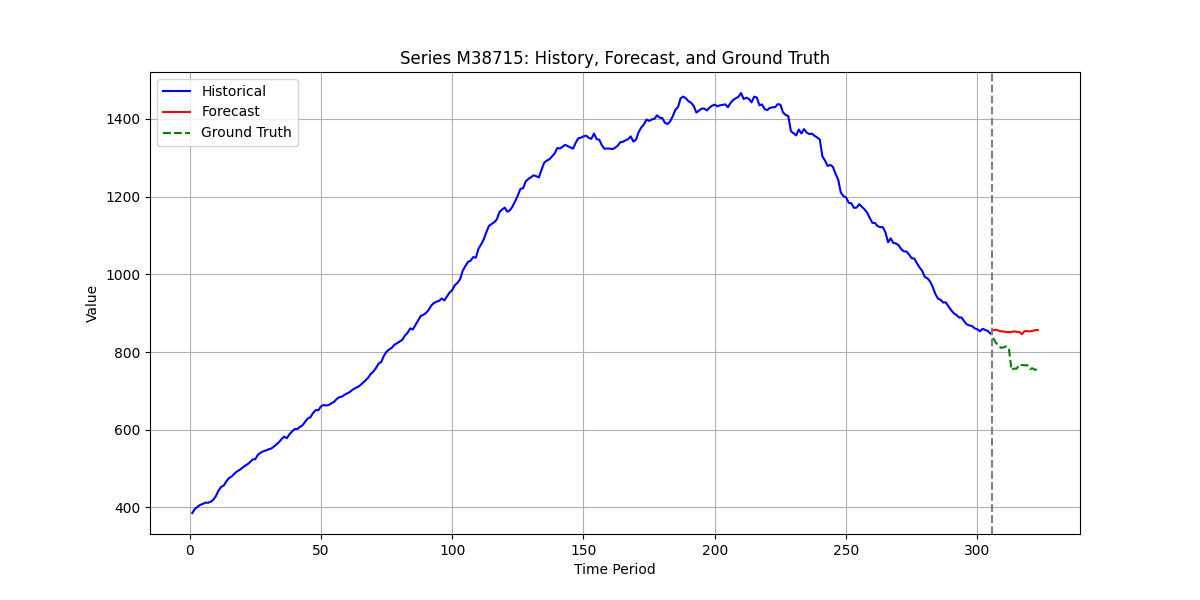 Series M38715: History, Forecast, and Ground Truth
Historical
Forecast
Ground Truth
1400
1200
1000
800
600
400
Value
0 50 100 150 200 250 300
Time Period